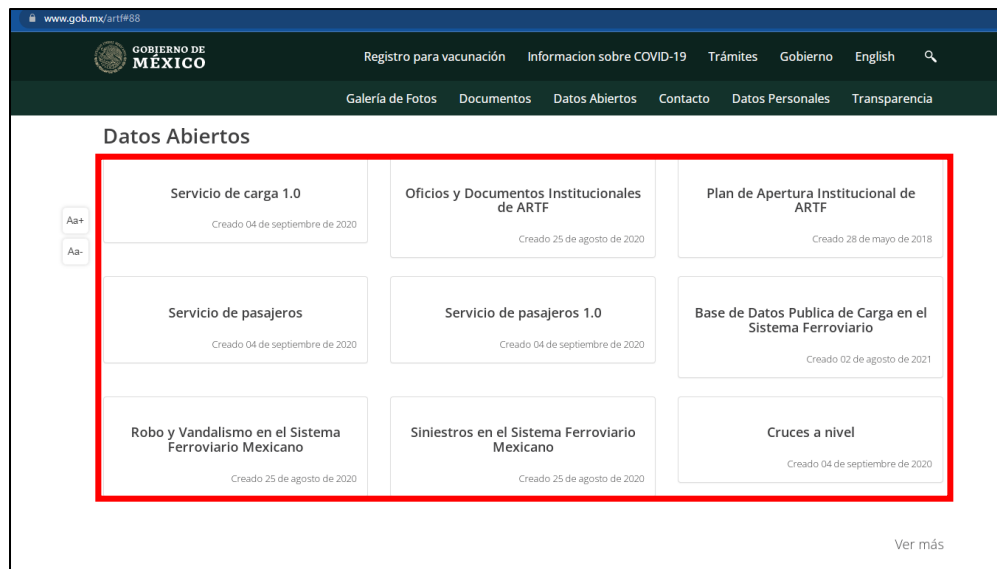 www.gob.mx/artf#88
GOBIERNO DE
MÉXICO
Registro para vacunación Informacion sobre COVID-19 Trámites Gobierno English
Galería de Fotos Documentos Datos Abiertos Contacto Datos Personales Transparencia
Datos Abiertos
Aa+
Aa-
Servicio de carga 1.0
Creado 04 de septiembre de 2020
Oficios y Documentos Institucionales
de ARTF
Creado 25 de agosto de 2020
Plan de Apertura Institucional de
ARTF
Creado 28 de mayo de 2018
Servicio de pasajeros
Creado 04 de septiembre de 2020
Servicio de pasajeros 1.0
Creado 04 de septiembre de 2020
Base de Datos Publica de Carga en el
Sistema Ferroviario
Creado 02 de agosto de 2021
Robo y Vandalismo en el Sistema
Ferroviario Mexicano
Creado 25 de agosto de 2020
Siniestros en el Sistema Ferroviario
Mexicano
Creado 25 de agosto de 2020
Cruces a nivel
Creado 04 de septiembre de 2020
Ver más